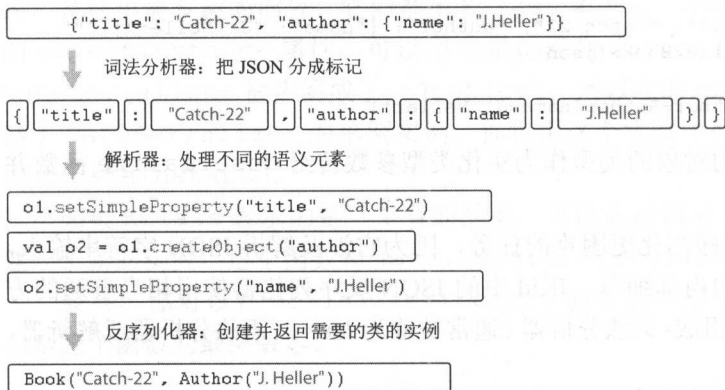 {"title": "Catch-22", "author": {"name": "J.Heller"}}
词法分析器：把 JSON 分成标记
{ "title" : "Catch-22" , "author" : { "name" : "J.Heller" } }
解析器：处理不同的语义元素
o1.setSimpleProperty("title", "Catch-22")
val o2 = o1.createObject("author")
o2.setSimpleProperty("name", "J.Heller")
反序列化器：创建并返回需要的类的实例
Book("Catch-22", Author("J. Heller"))